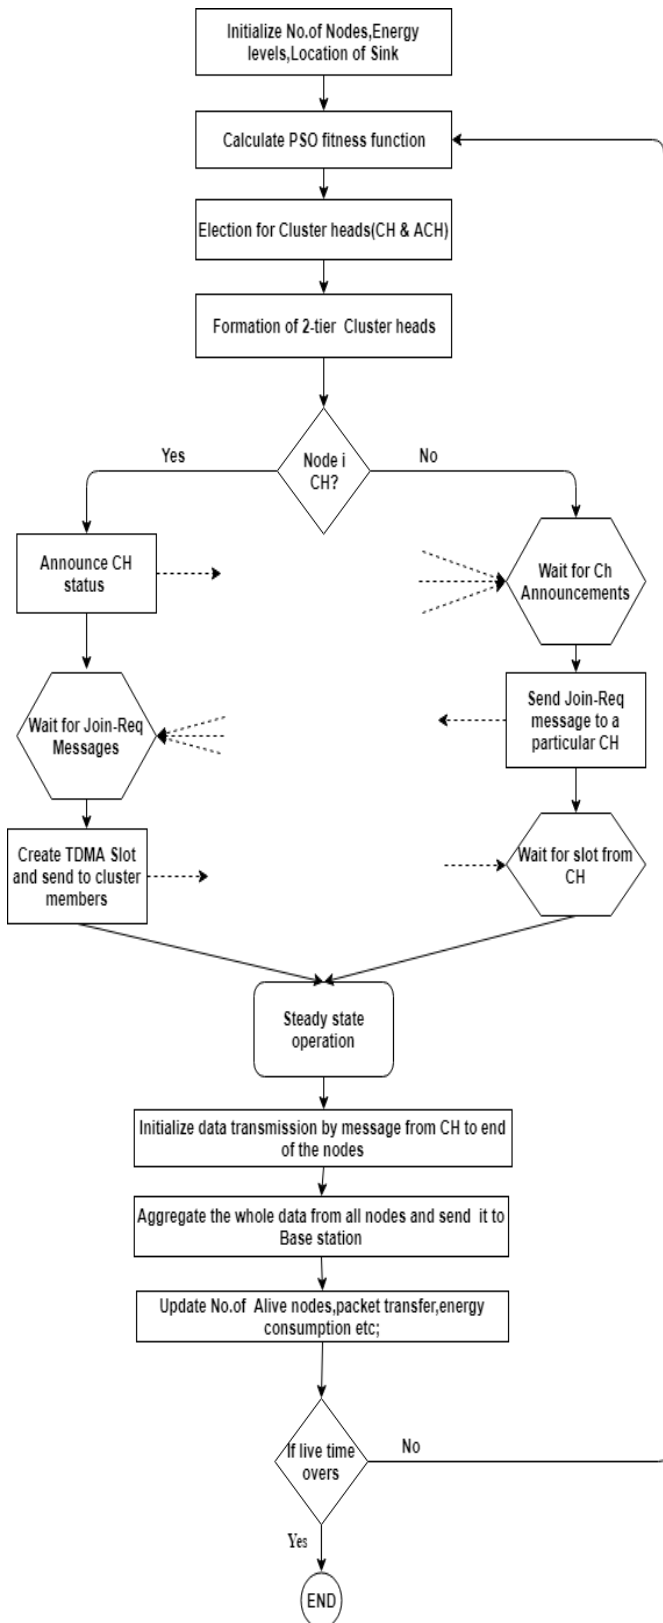 Initialize No.of Nodes,Energy
levels,Location of Sink
Calculate PSO fitness function
Election for Cluster heads(CH & ACH)
Formation of 2-tier Cluster heads
Node i
CH?
Yes
No
Announce CH
status
Wait for Ch
Announcements
Wait for Join-Req
Messages
Send Join-Req
message to a
particular CH
Create TDMA Slot
and send to cluster
members
Wait for slot from
CH
Steady state
operation
Initialize data transmission by message from CH to end
of the nodes
Aggregate the whole data from all nodes and send it to
Base station
Update No.of Alive nodes,packet transfer,energy
consumption etc;
If live time
overs
No
Yes
END